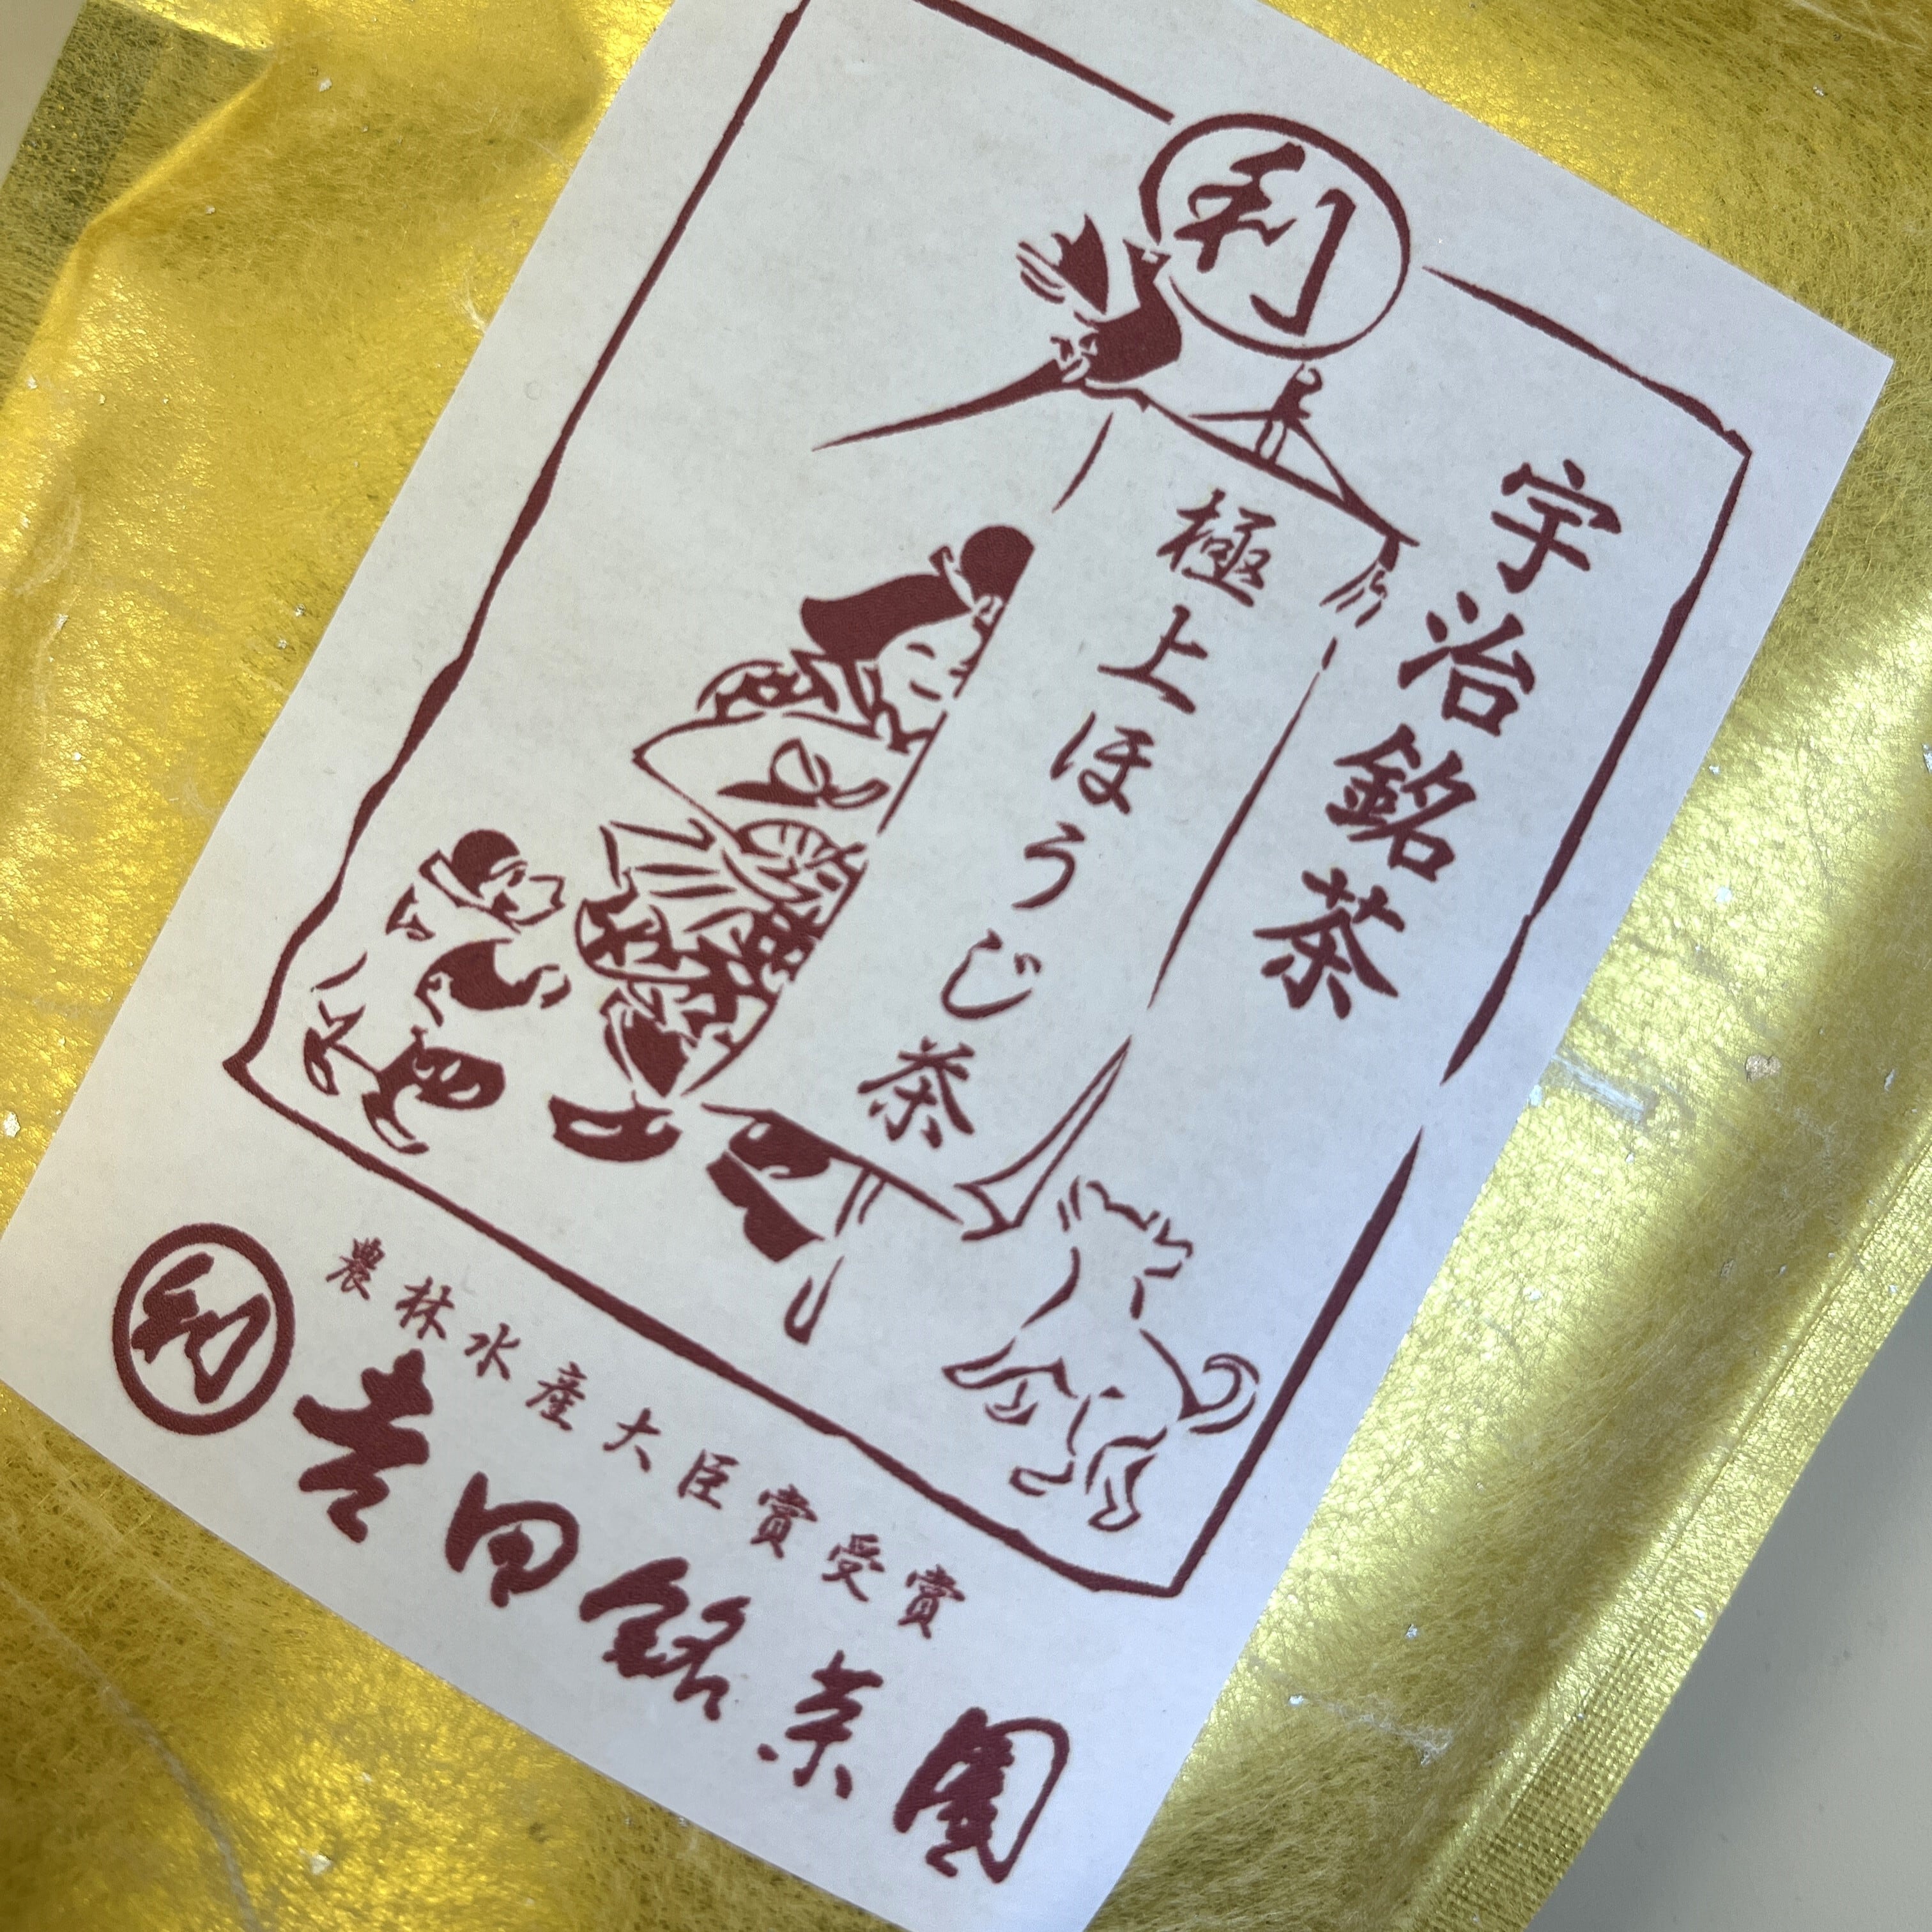 利
宇治銘茶
極上ほうじ茶
利
農林水産大臣賞受賞
吉田銘茶園